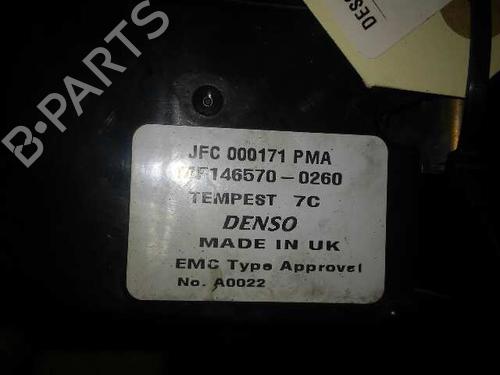 JFC 000171 PMA
MF146570-0260
TEMPEST 7C
DENSO
MADE IN UK
EMC Type Approval
No. A0022
B-PARTS